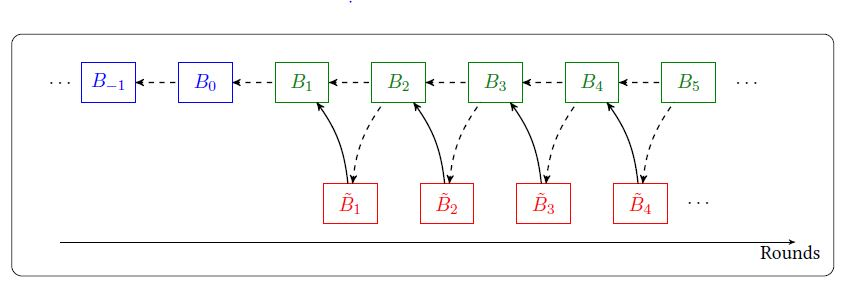 ··· B₋₁ B₀ B₁ B₂ B₃ B₄ B₅ ···
B̃₁ B̃₂ B̃₃ B̃₄ ···
Rounds